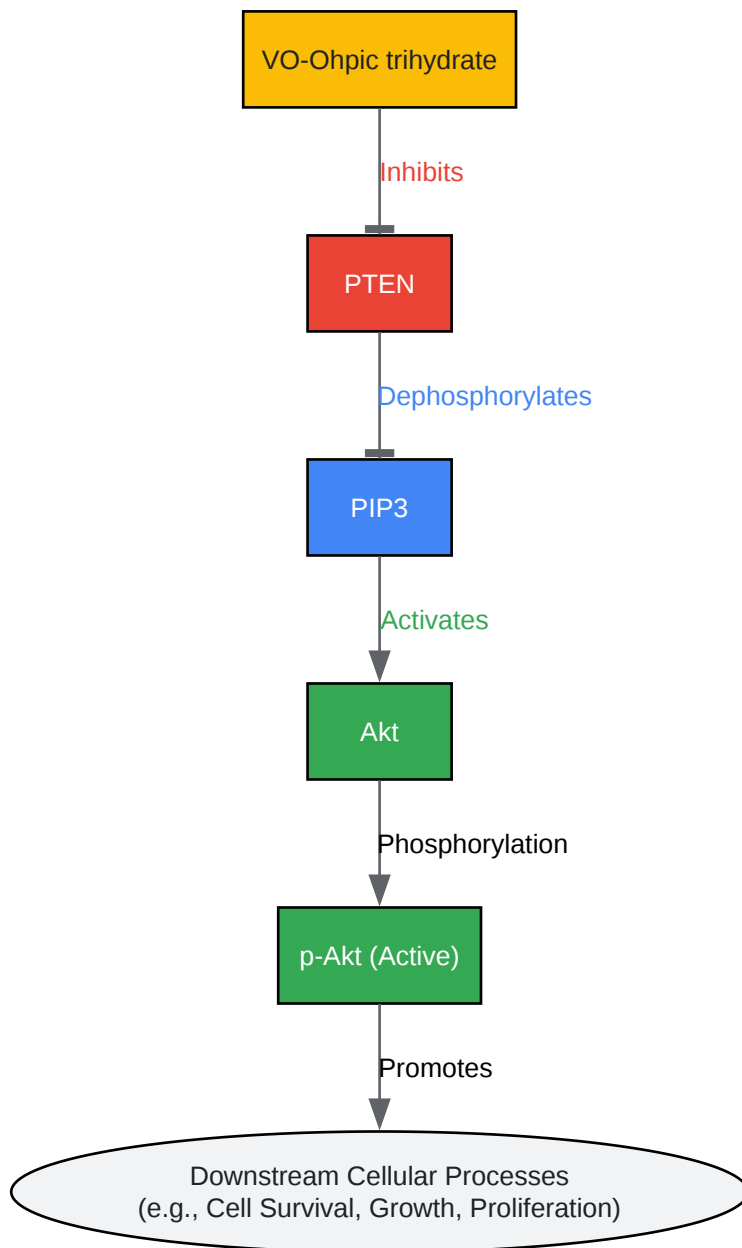 VO-Ohpic trihydrate
Inhibits
PTEN
Dephosphorylates
PIP3
Activates
Akt
Phosphorylation
p-Akt (Active)
Promotes
Downstream Cellular Processes
(e.g., Cell Survival, Growth, Proliferation)